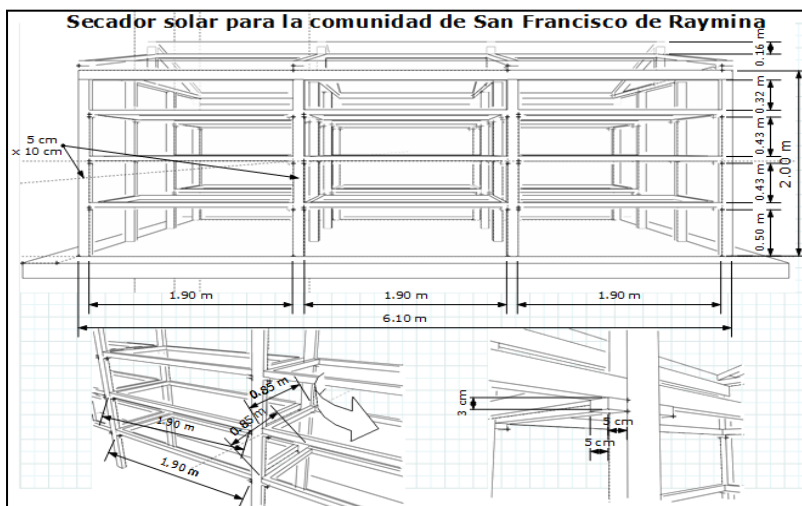 Secador solar para la comunidad de San Francisco de Raymina
0.16 m
0.32 m
0.43 m
0.43 m
0.50 m
2.00 m
5 cm
x 10 cm
1.90 m
1.90 m
1.90 m
6.10 m
0.85 m
0.85 m
1.90 m
1.90 m
3 cm
5 cm
5 cm